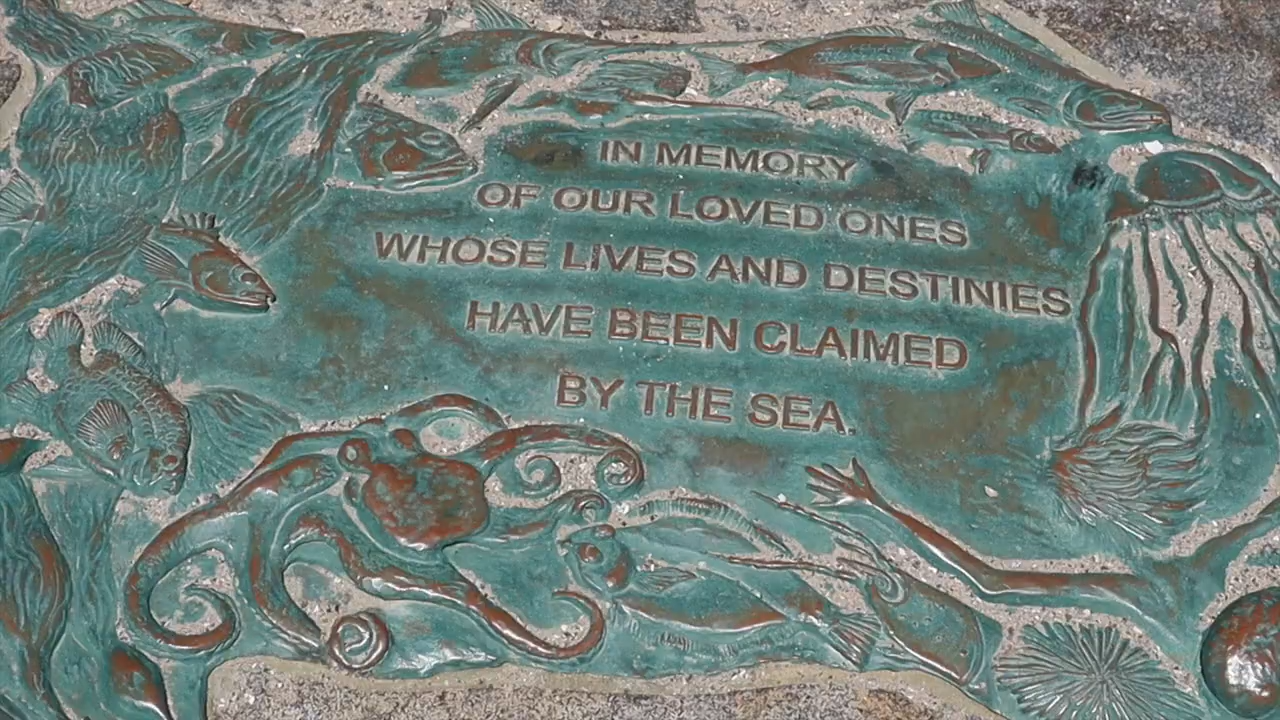 IN MEMORY
OF OUR LOVED ONES
WHOSE LIVES AND DESTINIES
HAVE BEEN CLAIMED
BY THE SEA.